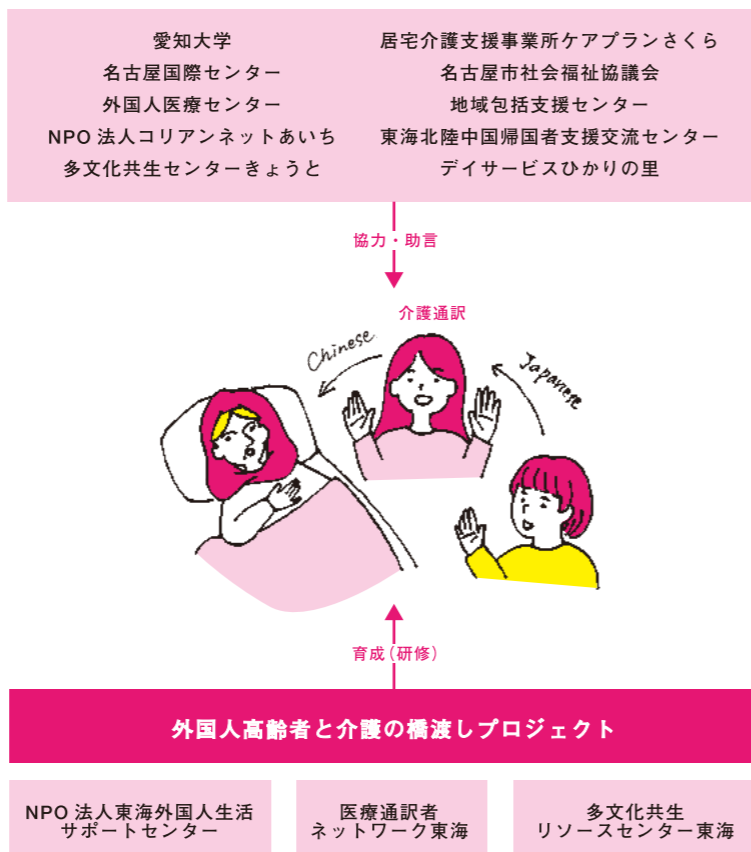 愛知大学
名古屋国際センター
外国人医療センター
NPO 法人コリアンネットあいち
多文化共生センターきょうと
居宅介護支援事業所ケアプランさくら
名古屋市社会福祉協議会
地域包括支援センター
東海北陸中国帰国者支援交流センター
デイサービスひかりの里
協力・助言
介護通訳
Chinese
Japanese
育成(研修)
外国人高齢者と介護の橋渡しプロジェクト
NPO 法人東海外国人生活
サポートセンター
医療通訳者
ネットワーク東海
多文化共生
リソースセンター東海